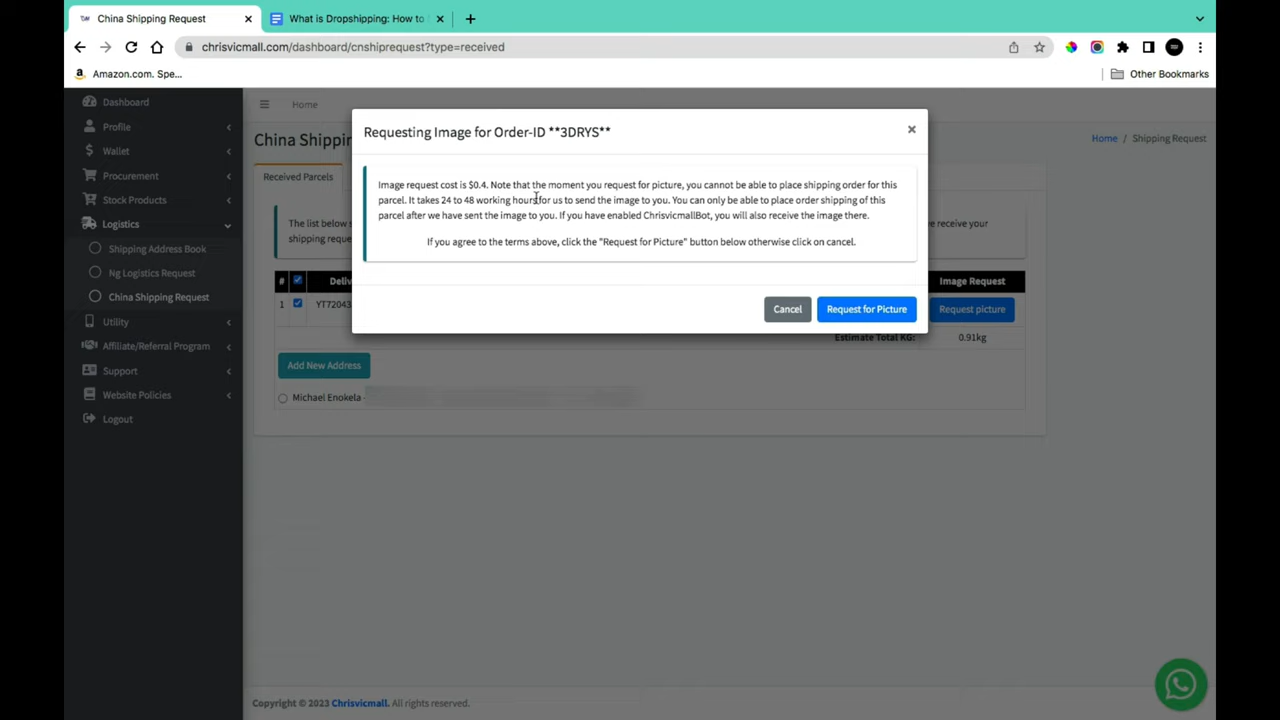 China Shipping Request
What is Dropshipping: How to
chrisvicmall.com/dashboard/cnshiprequest?type=received
Amazon.com. Spe...
Other Bookmarks
Dashboard
Profile
Wallet
Procurement
Stock Products
Logistics
Shipping Address Book
Ng Logistics Request
China Shipping Request
Utility
Affiliate/Referral Program
Support
Website Policies
Logout
Home
China Shippin
Home / Shipping Request
Received Parcels
Requesting Image for Order-ID **3DRYS**
Image request cost is $0.4. Note that the moment you request for picture, you cannot be able to place shipping order for this
parcel. It takes 24 to 48 working hours for us to send the image to you. You can only be able to place order shipping of this
parcel after we have sent the image to you. If you have enabled ChrisvicmallBot, you will also receive the image there.
If you agree to the terms above, click the "Request for Picture" button below otherwise click on cancel.
Cancel
Request for Picture
The list below s
e receive your
shipping reque
# Deliv
Image Request
1 YT72043
Request picture
Estimate Total KG: 0.91kg
Add New Address
Michael Enokela -
Copyright © 2023 Chrisvicmall. All rights reserved.